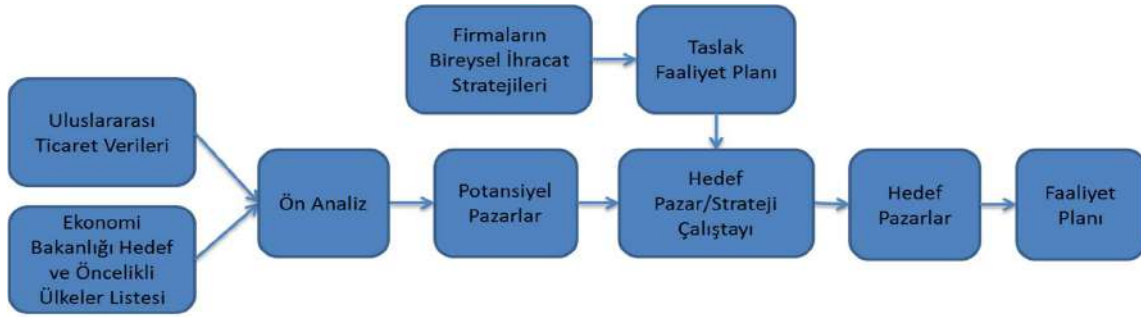 Firmaların
Bireysel İhracat
Stratejileri
Taslak
Faaliyet Planı
Uluslararası
Ticaret Verileri
Ekonomi
Bakanlığı Hedef
ve Öncelikli
Ülkeler Listesi
Ön Analiz
Potansiyel
Pazarlar
Hedef
Pazar/Strateji
Çalıştayı
Hedef
Pazarlar
Faaliyet
Planı